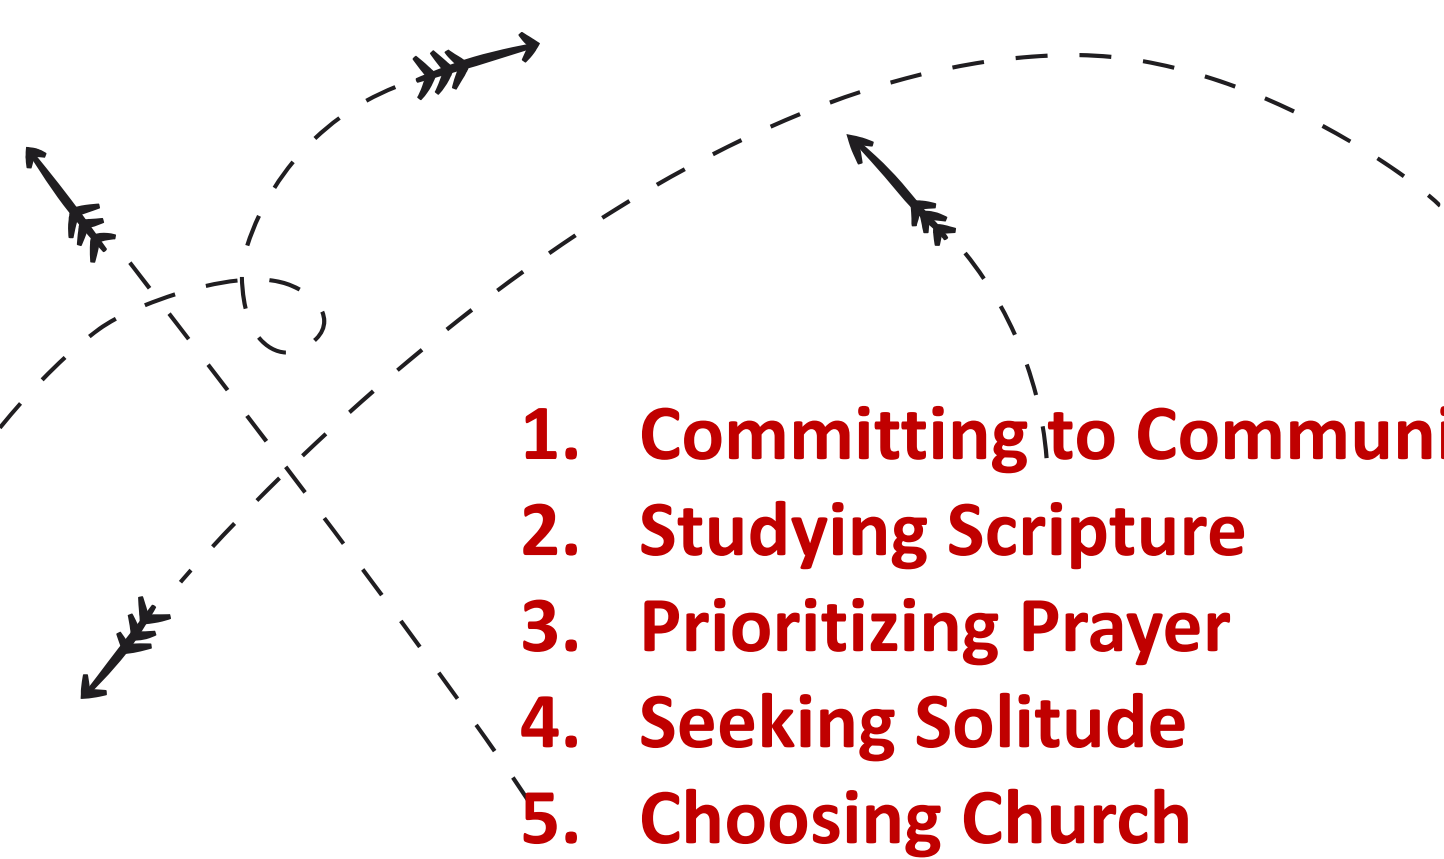 1. Committing to Communi
2. Studying Scripture
3. Prioritizing Prayer
4. Seeking Solitude
5. Choosing Church